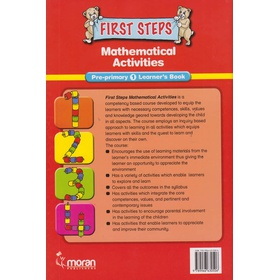 FIRST STEPS
Mathematical
Activities
Pre-primary 1 Learner's Book
First Steps Mathematical Activities is a
competency based course developed to equip the
learners with necessary competencies, skills, values
and knowledge geared towards developing the child
in all aspects. The course employs an inquiry based
approach to learning in all activities which equips
learners with skills and the quest to learn and
discover on their own.
The course:
Encourages the use of learning materials from the
learner's immediate environment thus giving the
learner an opportunity to discover and explore.
Has a variety of activities which enable learners
to explore and learn
Covers all the outcomes in the syllabus
Has activities which integrate the core
competencies, values, and pertinent and
contemporary issues
Has activities to encourage parental involvement
in the learning of the children.
Has activities that enable learners to appreciate
and improve their community.
moran
PUBLISHERS